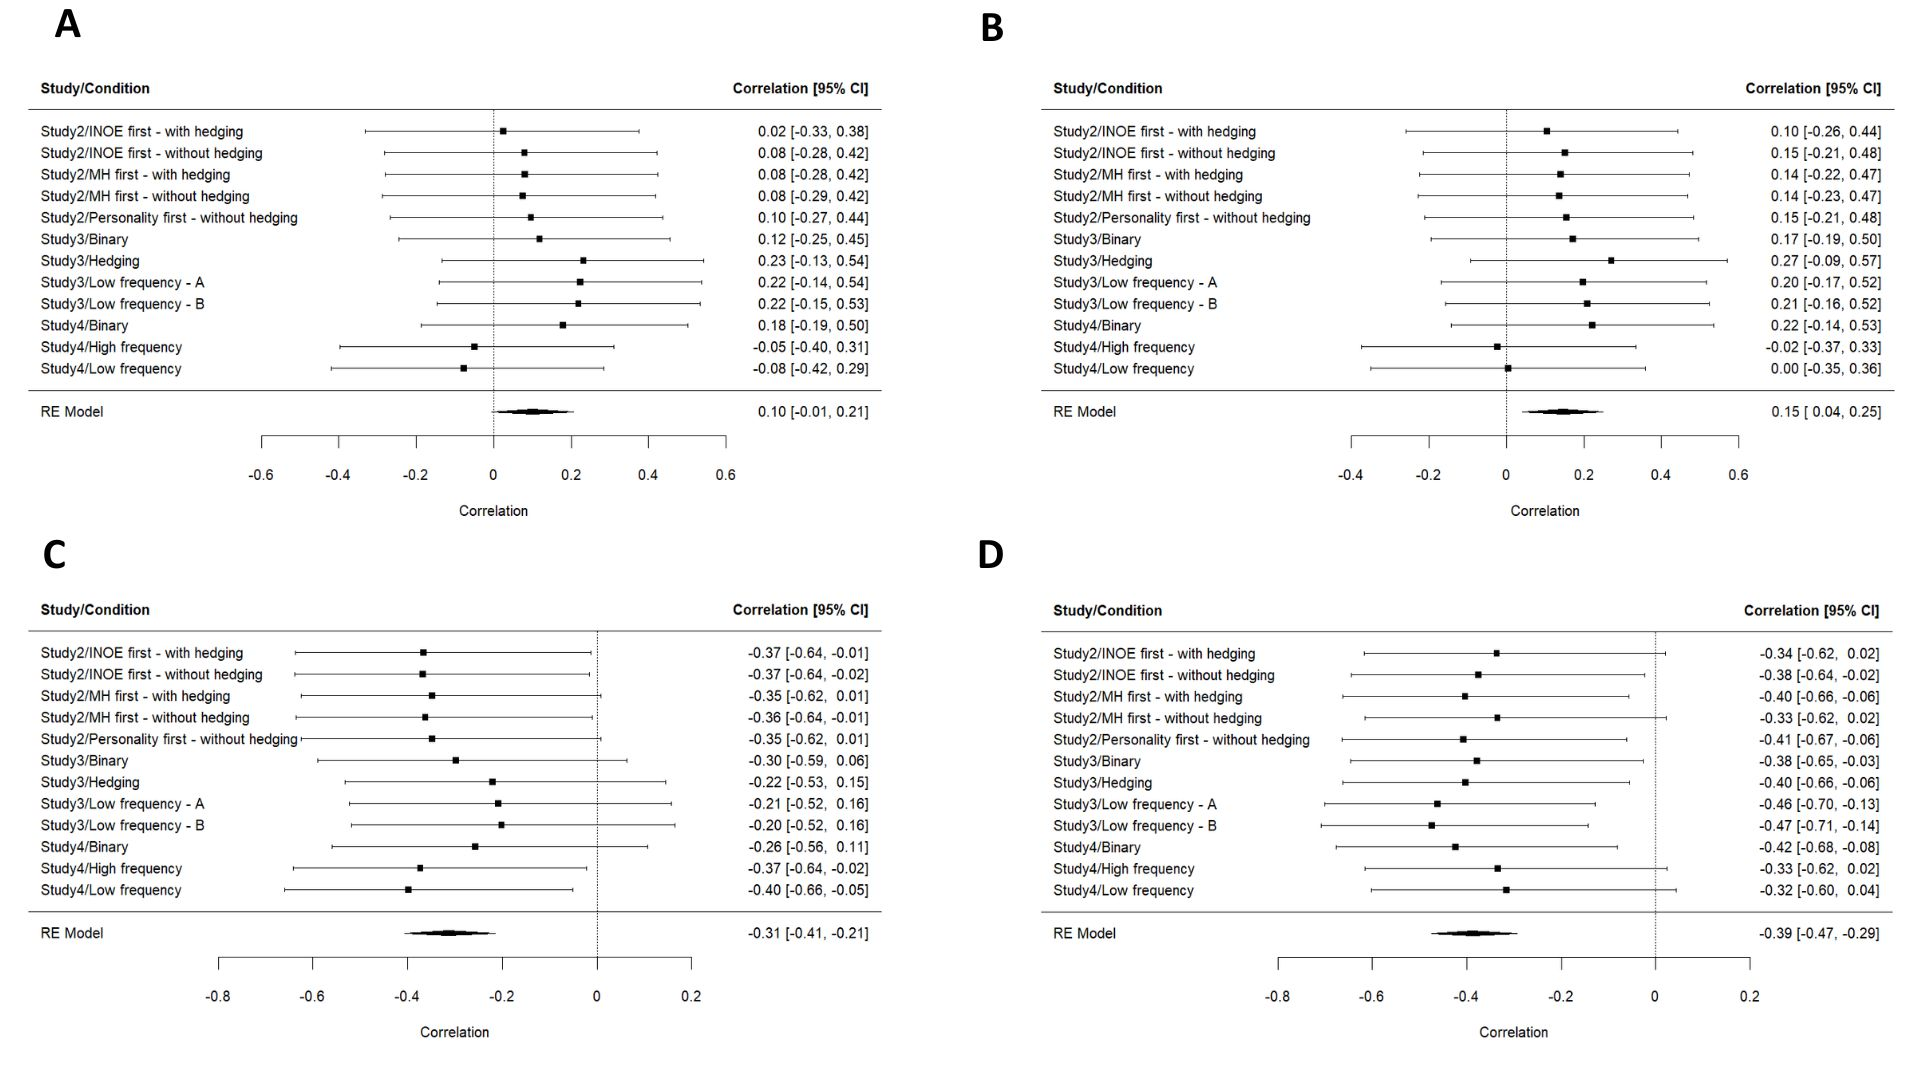 A
Study/Condition Correlation [95% CI]
Study2/INOE first - with hedging 0.02 [-0.33, 0.38]
Study2/INOE first - without hedging 0.08 [-0.28, 0.42]
Study2/MH first - with hedging 0.08 [-0.28, 0.42]
Study2/MH first - without hedging 0.08 [-0.29, 0.42]
Study2/Personality first - without hedging 0.10 [-0.27, 0.44]
Study3/Binary 0.12 [-0.25, 0.45]
Study3/Hedging 0.23 [-0.13, 0.54]
Study3/Low frequency - A 0.22 [-0.14, 0.54]
Study3/Low frequency - B 0.22 [-0.15, 0.53]
Study4/Binary 0.18 [-0.19, 0.50]
Study4/High frequency -0.05 [-0.40, 0.31]
Study4/Low frequency -0.08 [-0.42, 0.29]
RE Model 0.10 [-0.01, 0.21]
-0.6 -0.4 -0.2 0 0.2 0.4 0.6
Correlation
B
Study/Condition Correlation [95% CI]
Study2/INOE first - with hedging 0.10 [-0.26, 0.44]
Study2/INOE first - without hedging 0.15 [-0.21, 0.48]
Study2/MH first - with hedging 0.14 [-0.22, 0.47]
Study2/MH first - without hedging 0.14 [-0.23, 0.47]
Study2/Personality first - without hedging 0.15 [-0.21, 0.48]
Study3/Binary 0.17 [-0.19, 0.50]
Study3/Hedging 0.27 [-0.09, 0.57]
Study3/Low frequency - A 0.20 [-0.17, 0.52]
Study3/Low frequency - B 0.21 [-0.16, 0.52]
Study4/Binary 0.22 [-0.14, 0.53]
Study4/High frequency -0.02 [-0.37, 0.33]
Study4/Low frequency 0.00 [-0.35, 0.36]
RE Model 0.15 [ 0.04, 0.25]
-0.4 -0.2 0 0.2 0.4 0.6
Correlation
C
Study/Condition Correlation [95% CI]
Study2/INOE first - with hedging -0.37 [-0.64, -0.01]
Study2/INOE first - without hedging -0.37 [-0.64, -0.02]
Study2/MH first - with hedging -0.35 [-0.62, 0.01]
Study2/MH first - without hedging -0.36 [-0.64, -0.01]
Study2/Personality first - without hedging -0.35 [-0.62, 0.01]
Study3/Binary -0.30 [-0.59, 0.06]
Study3/Hedging -0.22 [-0.53, 0.15]
Study3/Low frequency - A -0.21 [-0.52, 0.16]
Study3/Low frequency - B -0.20 [-0.52, 0.16]
Study4/Binary -0.26 [-0.56, 0.11]
Study4/High frequency -0.37 [-0.64, -0.02]
Study4/Low frequency -0.40 [-0.66, -0.05]
RE Model -0.31 [-0.41, -0.21]
-0.8 -0.6 -0.4 -0.2 0 0.2
Correlation
D
Study/Condition Correlation [95% CI]
Study2/INOE first - with hedging -0.34 [-0.62, 0.02]
Study2/INOE first - without hedging -0.38 [-0.64, -0.02]
Study2/MH first - with hedging -0.40 [-0.66, -0.06]
Study2/MH first - without hedging -0.33 [-0.62, 0.02]
Study2/Personality first - without hedging -0.41 [-0.67, -0.06]
Study3/Binary -0.38 [-0.65, -0.03]
Study3/Hedging -0.40 [-0.66, -0.06]
Study3/Low frequency - A -0.46 [-0.70, -0.13]
Study3/Low frequency - B -0.47 [-0.71, -0.14]
Study4/Binary -0.42 [-0.68, -0.08]
Study4/High frequency -0.33 [-0.62, 0.02]
Study4/Low frequency -0.32 [-0.60, 0.04]
RE Model -0.39 [-0.47, -0.29]
-0.8 -0.6 -0.4 -0.2 0 0.2
Correlation